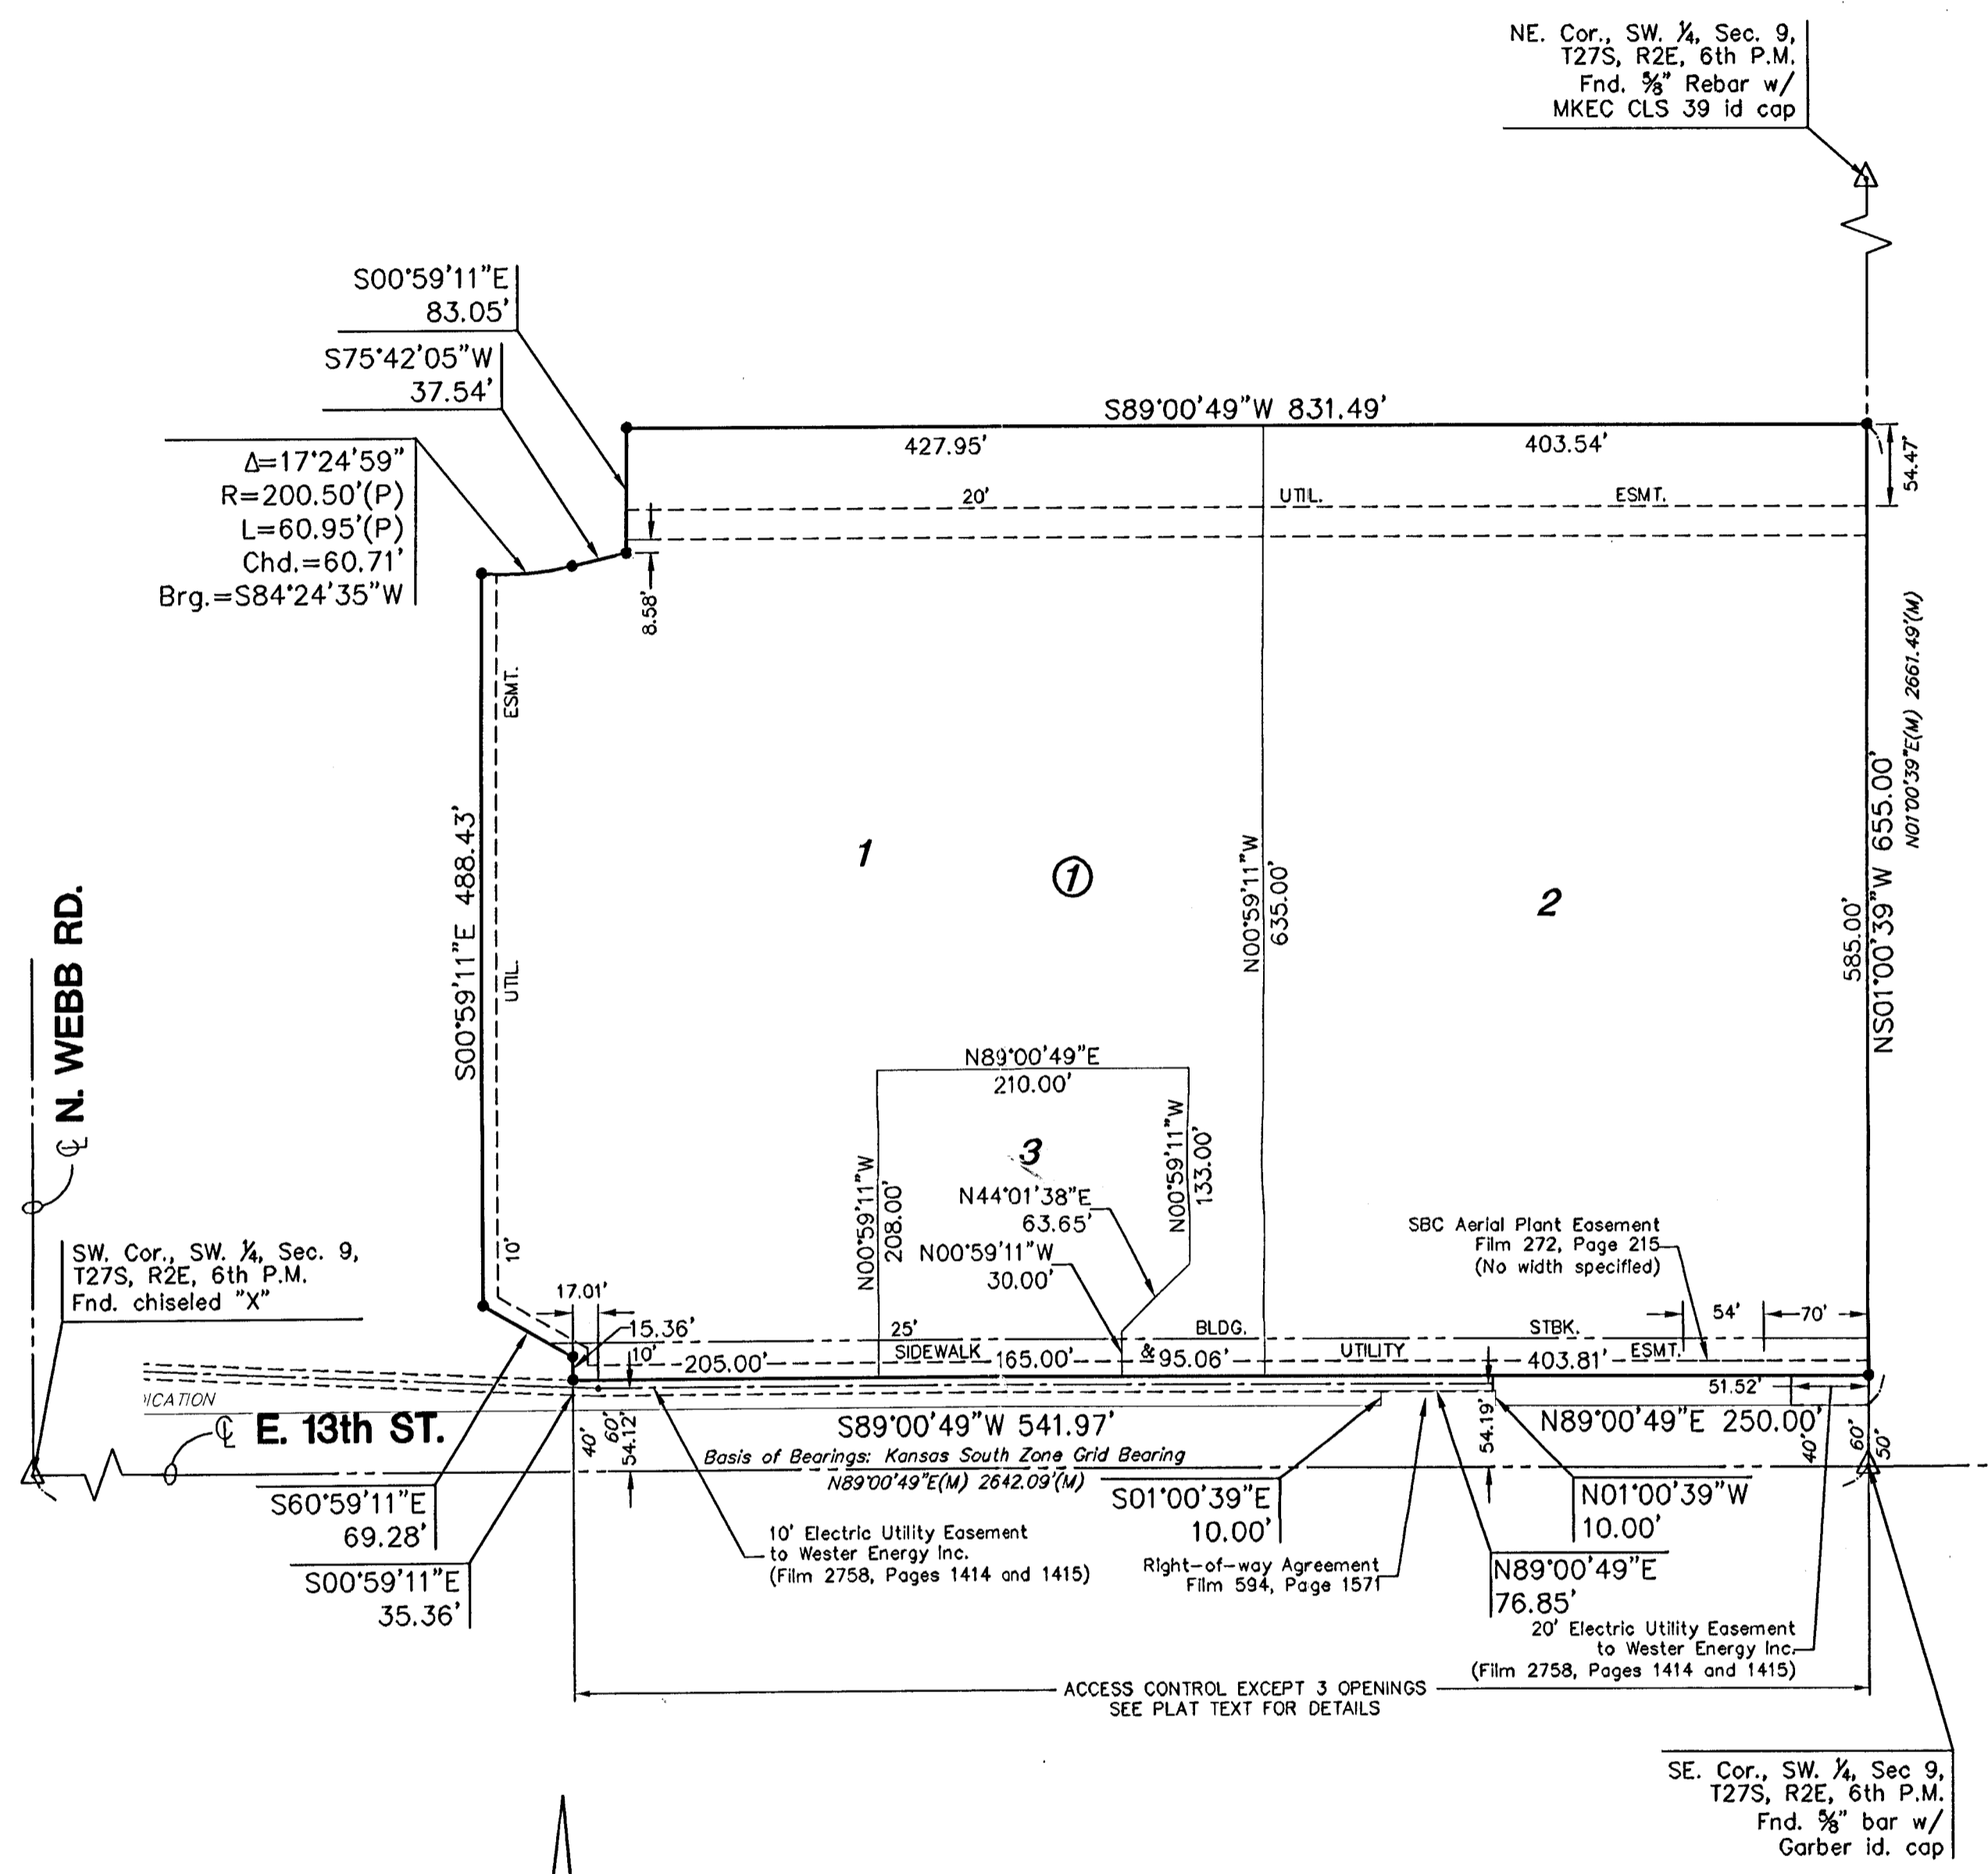 NE. Cor., SW. ¼, Sec. 9,
T27S, R2E, 6th P.M.
Fnd. ⅝" Rebar w/
MKEC CLS 39 id cap
S00°59'11"E
83.05'
S75°42'05"W
37.54'
Δ=17°24'59"
R=200.50'(P)
L=60.95'(P)
Chd.=60.71'
Brg.=S84°24'35"W
S89°00'49"W 831.49'
427.95'
403.54'
54.47'
20' UTIL. ESMT.
8.58'
N01°00'39"E(M) 2661.49'(M)
NS01°00'39"W 655.00'
585.00'
ESMT.
UTIL.
10'
S00°59'11"E 488.43'
1
1
2
N00°59'11"W
635.00'
N. WEBB RD.
N89°00'49"E
210.00'
3
N00°59'11"W
208.00'
N00°59'11"W
133.00'
N44°01'38"E
63.65'
N00°59'11"W
30.00'
SBC Aerial Plant Easement
Film 272, Page 215
(No width specified)
SW. Cor., SW. ¼, Sec. 9,
T27S, R2E, 6th P.M.
Fnd. chiseled "X"
17.01'
15.36'
54'
70'
25' BLDG. STBK.
10'
SIDEWALK & UTILITY ESMT.
205.00' 165.00' 95.06' 403.81'
51.52'
ICATION
℄ E. 13th ST.
40'
60'
54.12'
S89°00'49"W 541.97'
54.19'
N89°00'49"E 250.00'
40'
60'
50'
Basis of Bearings: Kansas South Zone Grid Bearing
N89°00'49"E(M) 2642.09'(M)
S60°59'11"E
69.28'
S00°59'11"E
35.36'
10' Electric Utility Easement
to Wester Energy Inc.
(Film 2758, Pages 1414 and 1415)
S01°00'39"E
10.00'
Right-of-way Agreement
Film 594, Page 1571
N01°00'39"W
10.00'
N89°00'49"E
76.85'
20' Electric Utility Easement
to Wester Energy Inc.
(Film 2758, Pages 1414 and 1415)
ACCESS CONTROL EXCEPT 3 OPENINGS
SEE PLAT TEXT FOR DETAILS
SE. Cor., SW. ¼, Sec 9,
T27S, R2E, 6th P.M.
Fnd. ⅝" bar w/
Garber id. cap